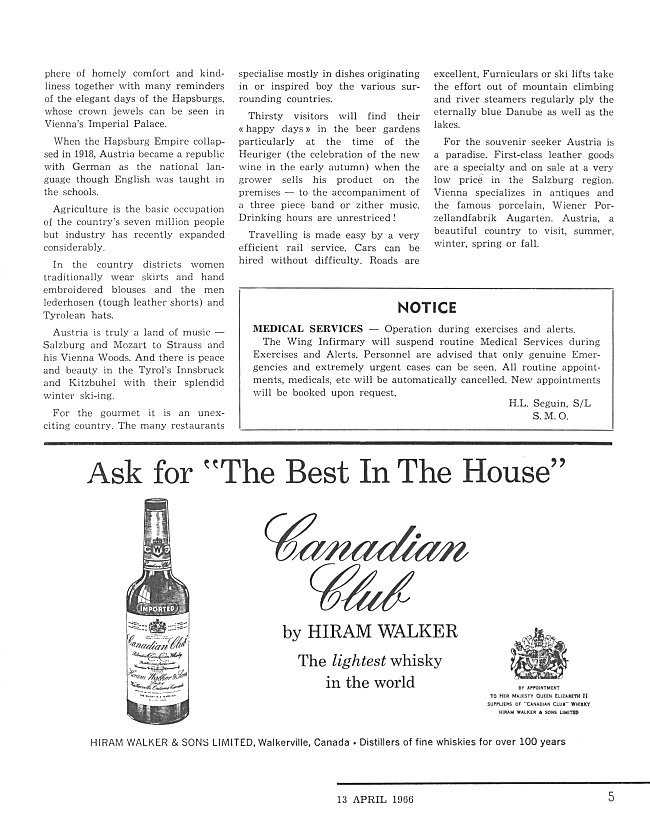 phere of homely comfort and kind-
liness together with many reminders
of the elegant days of the Hapsburgs,
whose crown jewels can be seen in
Vienna's Imperial Palace.
When the Hapsburg Empire collap-
sed in 1918, Austria became a republic
with German as the national lan-
guage though English was taught in
the schools.
Agriculture is the basic occupation
of the country's seven million people
but industry has recently expanded
considerably.
In the country districts women
traditionally wear skirts and hand
embroidered blouses and the men
lederhosen (tough leather shorts) and
Tyrolean hats.
Austria is truly a land of music —
Salzburg and Mozart to Strauss and
his Vienna Woods. And there is peace
and beauty in the Tyrol's Innsbruck
and Kitzbuhel with their splendid
winter ski-ing.
For the gourmet it is an unex-
citing country. The many restaurants
specialise mostly in dishes originating
in or inspired boy the various sur-
rounding countries.
Thirsty visitors will find their
« happy days » in the beer gardens
particularly at the time of the
Heuriger (the celebration of the new
wine in the early autumn) when the
grower sells his product on the
premises — to the accompaniment of
a three piece band or zither music.
Drinking hours are unrestriced !
Travelling is made easy by a very
efficient rail service. Cars can be
hired without difficulty. Roads are
excellent. Furniculars or ski lifts take
the effort out of mountain climbing
and river steamers regularly ply the
eternally blue Danube as well as the
lakes.
For the souvenir seeker Austria is
a paradise. First-class leather goods
are a specialty and on sale at a very
low price in the Salzburg region.
Vienna specializes in antiques and
the famous porcelain, Wiener Por-
zellandfabrik Augarten. Austria, a
beautiful country to visit, summer,
winter, spring or fall.
NOTICE
MEDICAL SERVICES — Operation during exercises and alerts.
The Wing Infirmary will suspend routine Medical Services during
Exercises and Alerts. Personnel are advised that only genuine Emer-
gencies and extremely urgent cases can be seen. All routine appoint-
ments, medicals, etc will be automatically cancelled. New appointments
will be booked upon request.
H.L. Seguin, S/L
S. M. O.
Ask for "The Best In The House"
IMPORTED
Canadian Club
Hiram Walker & Sons
Canadian
Club
by HIRAM WALKER
The lightest whisky
in the world
BY APPOINTMENT
TO HER MAJESTY QUEEN ELIZABETH II
SUPPLIERS OF "CANADIAN CLUB" WHISKY
HIRAM WALKER & SONS LIMITED
HIRAM WALKER & SONS LIMITED, Walkerville, Canada • Distillers of fine whiskies for over 100 years
13 APRIL 1966
5